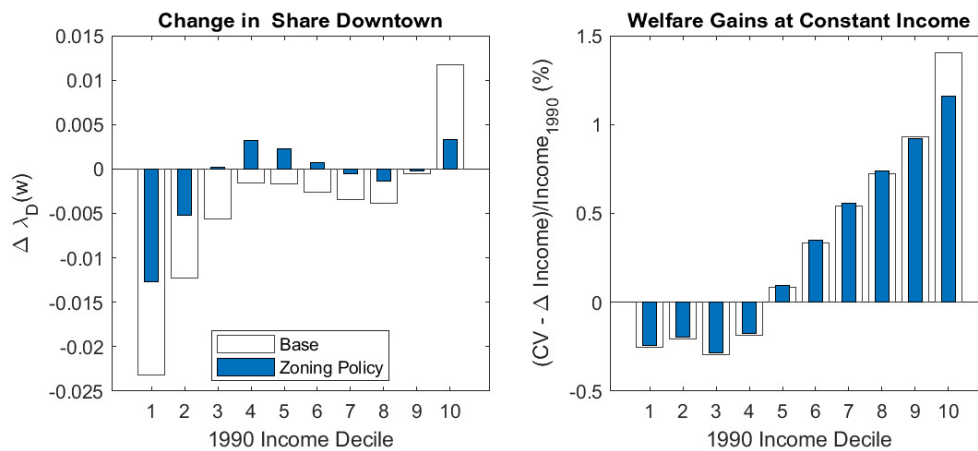 Change in Share Downtown
0.015
0.01
0.005
0
-0.005
-0.01
-0.015
-0.02
-0.025
Δ λD(w)
Base
Zoning Policy
1 2 3 4 5 6 7 8 9 10
1990 Income Decile
Welfare Gains at Constant Income
1.5
1
0.5
0
-0.5
(CV - Δ Income)/Income1990 (%)
1 2 3 4 5 6 7 8 9 10
1990 Income Decile